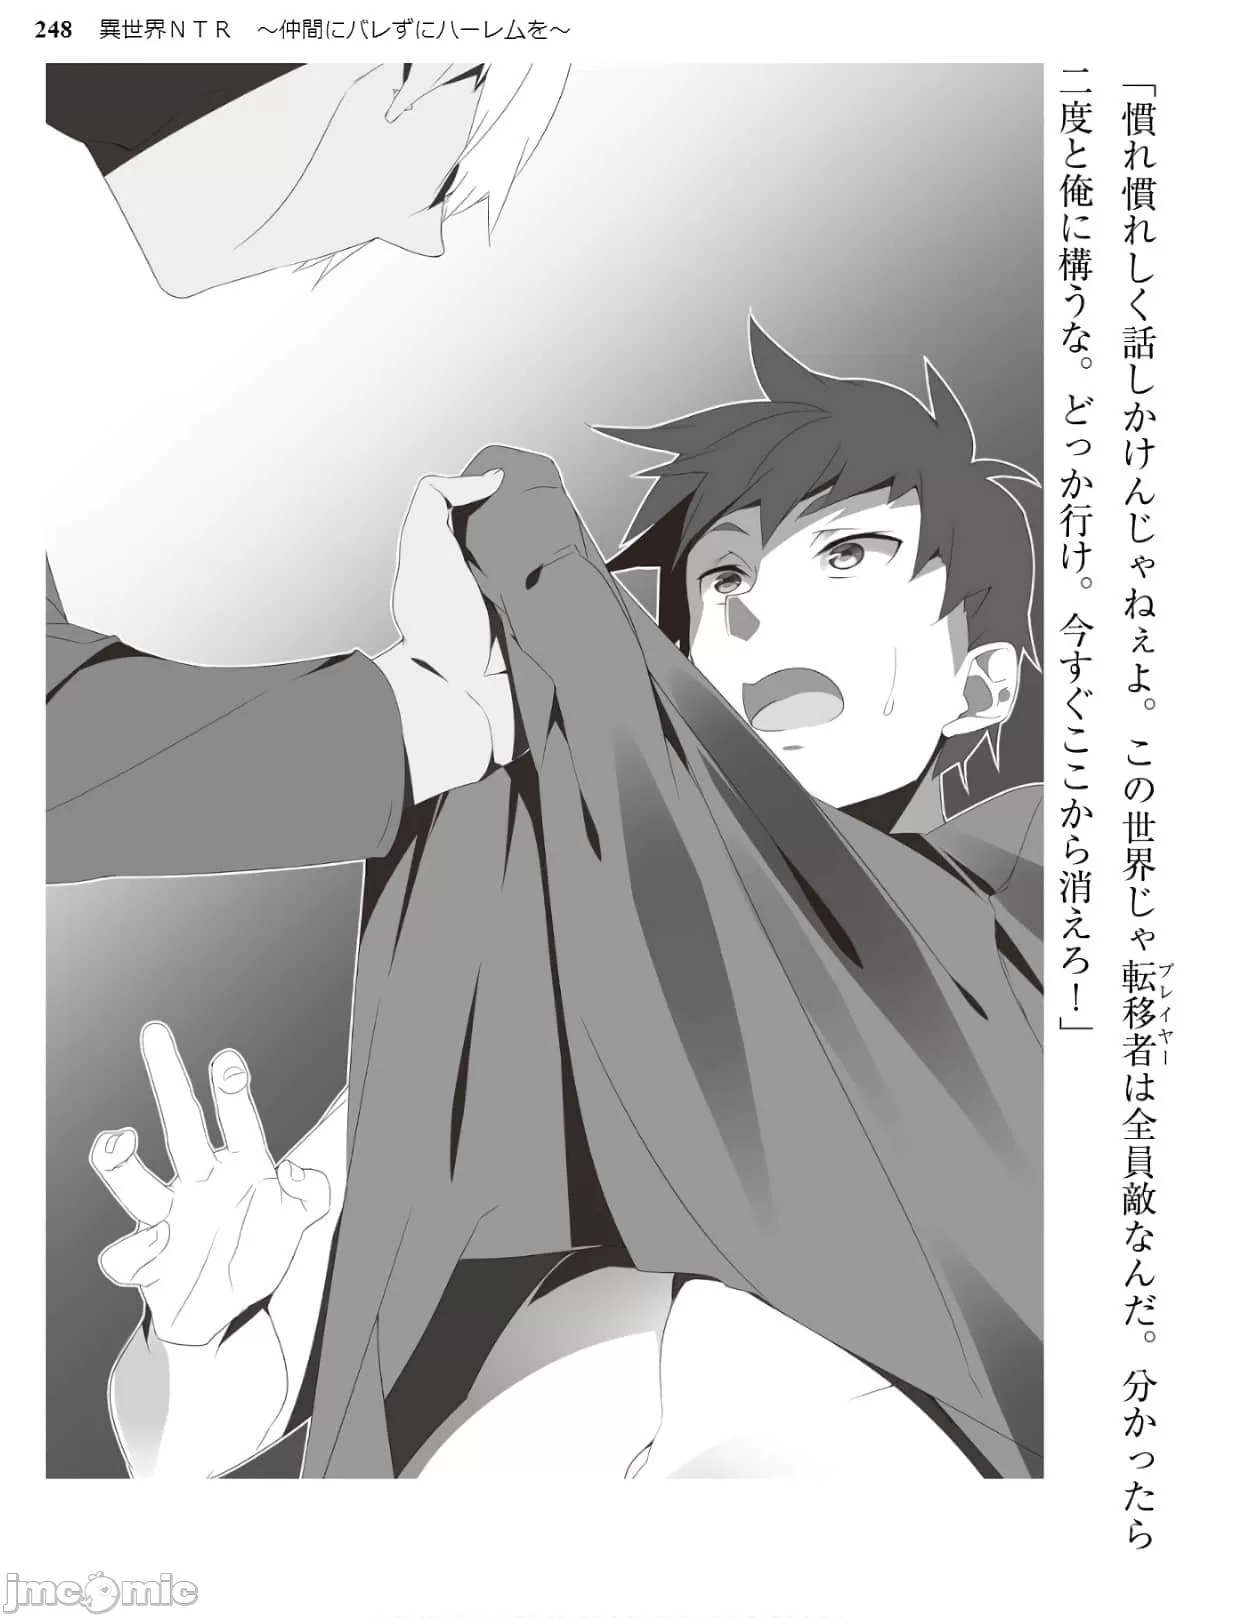 248 異世界ＮＴＲ ～仲間にバレずにハーレムを～
「慣れ慣れしく話しかけんじゃねぇよ。この世界じゃ転移者は全員敵なんだ。分かったら
プレイヤー
二度と俺に構うな。どっか行け。今すぐここから消えろ！」
jmcomic